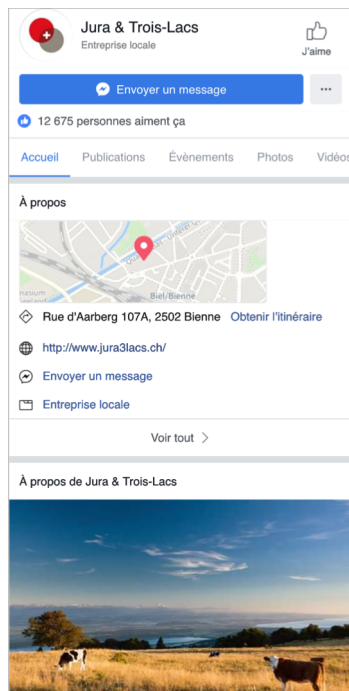 Jura & Trois-Lacs
Entreprise locale
J'aime
Envoyer un message
12 675 personnes aiment ça
Accueil Publications Évènements Photos Vidéos
À propos
Biel/Bienne
Rue d'Aarberg 107A, 2502 Bienne Obtenir l'itinéraire
http://www.jura3lacs.ch/
Envoyer un message
Entreprise locale
Voir tout
À propos de Jura & Trois-Lacs